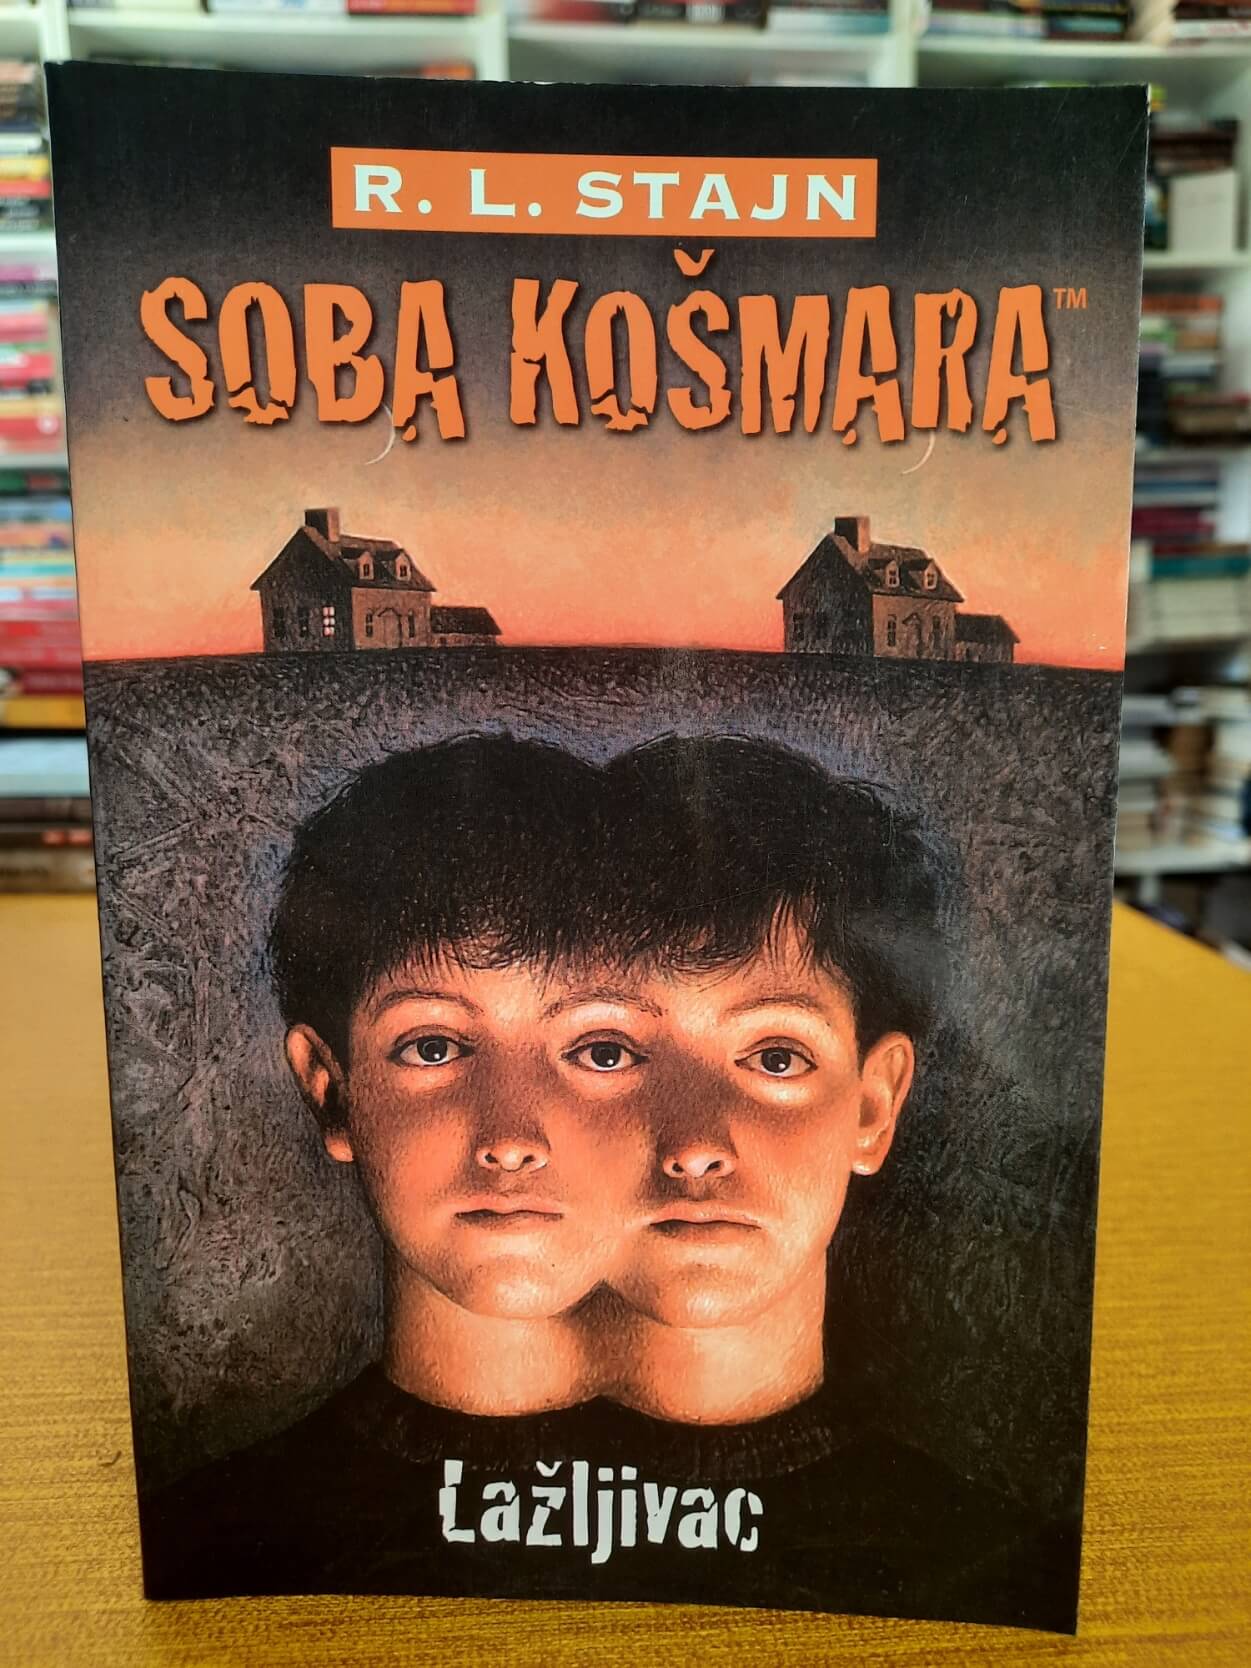 R. L. STAJN
SOBA KOŠMARA™
Lažljivac